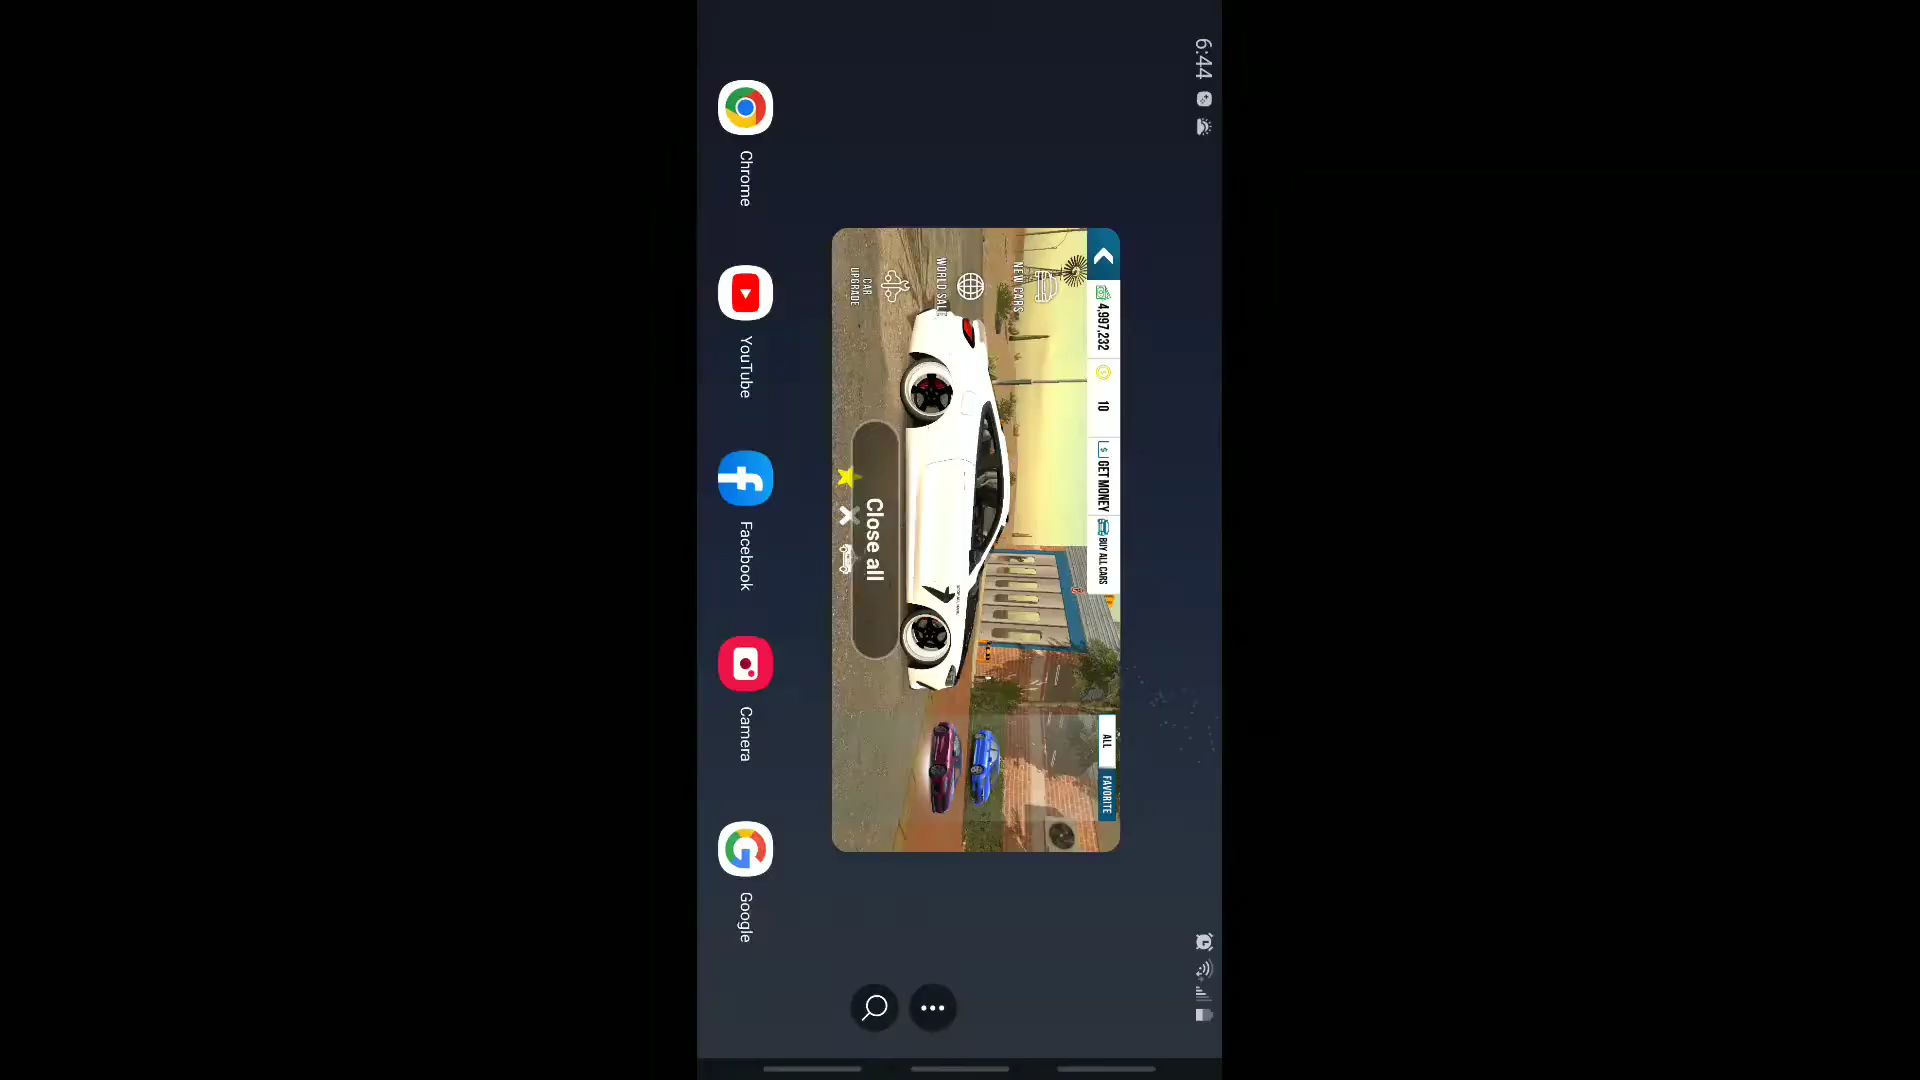 6:44
4,997,232
10
GET MONEY
BUY ALL CARS
ALL
FAVORITE
NEW CARS
WORLD SAL
CAR
UPGRADE
Close all
Chrome
YouTube
Facebook
Camera
Google